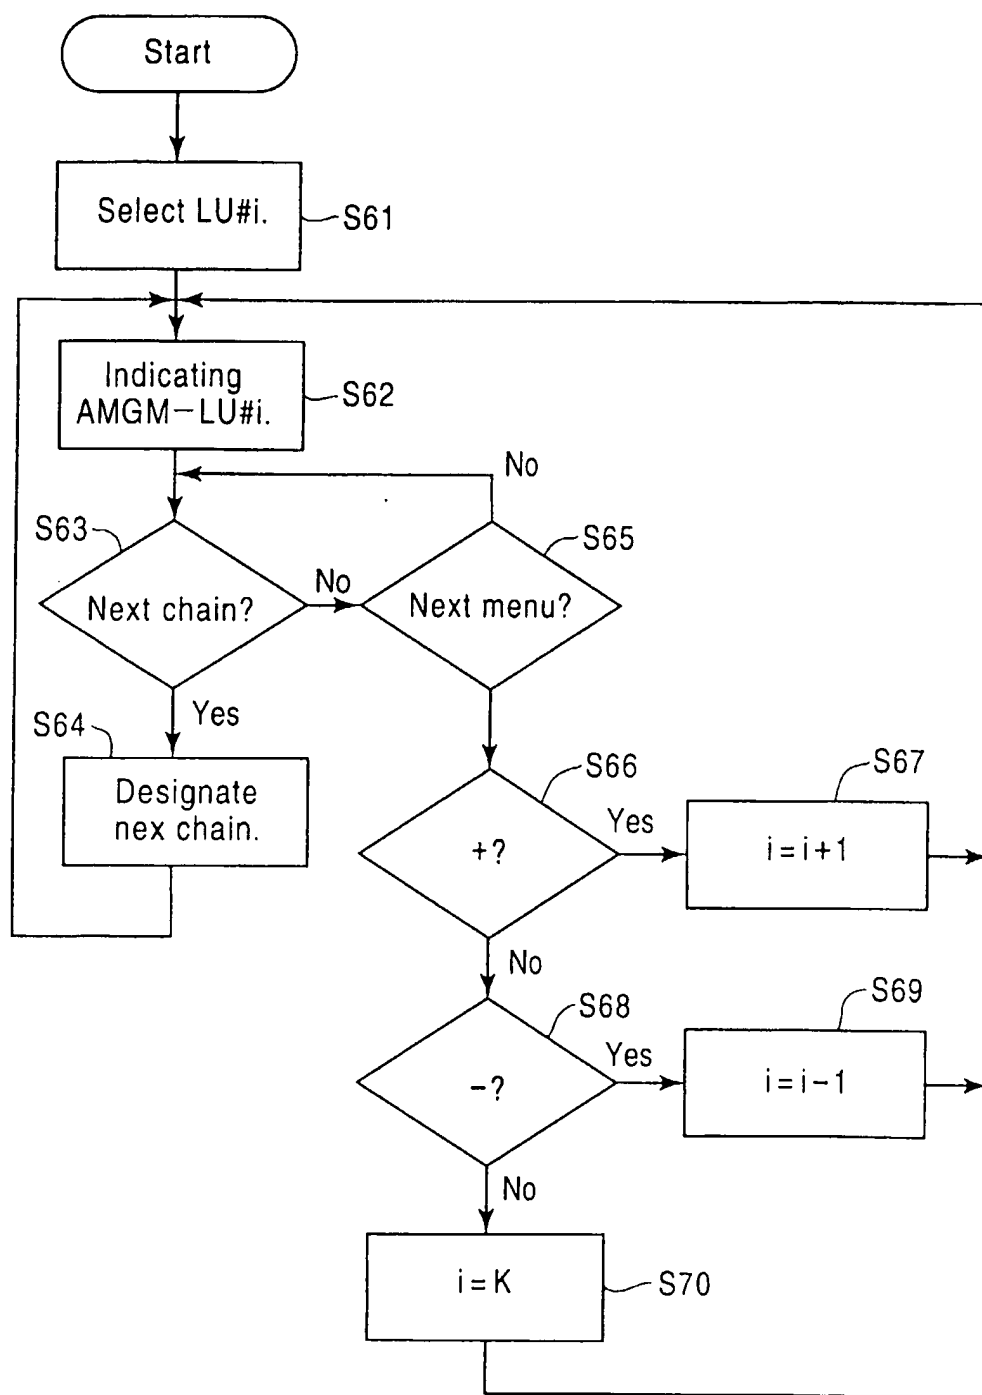 Start
Select LU#i.
S61
Indicating
AMGM–LU#i.
S62
No
S63
S65
Next chain?
No
Next menu?
Yes
S64
Designate
nex chain.
S66
S67
+?
Yes
i=i+1
No
S68
S69
–?
Yes
i=i–1
No
i=K
S70